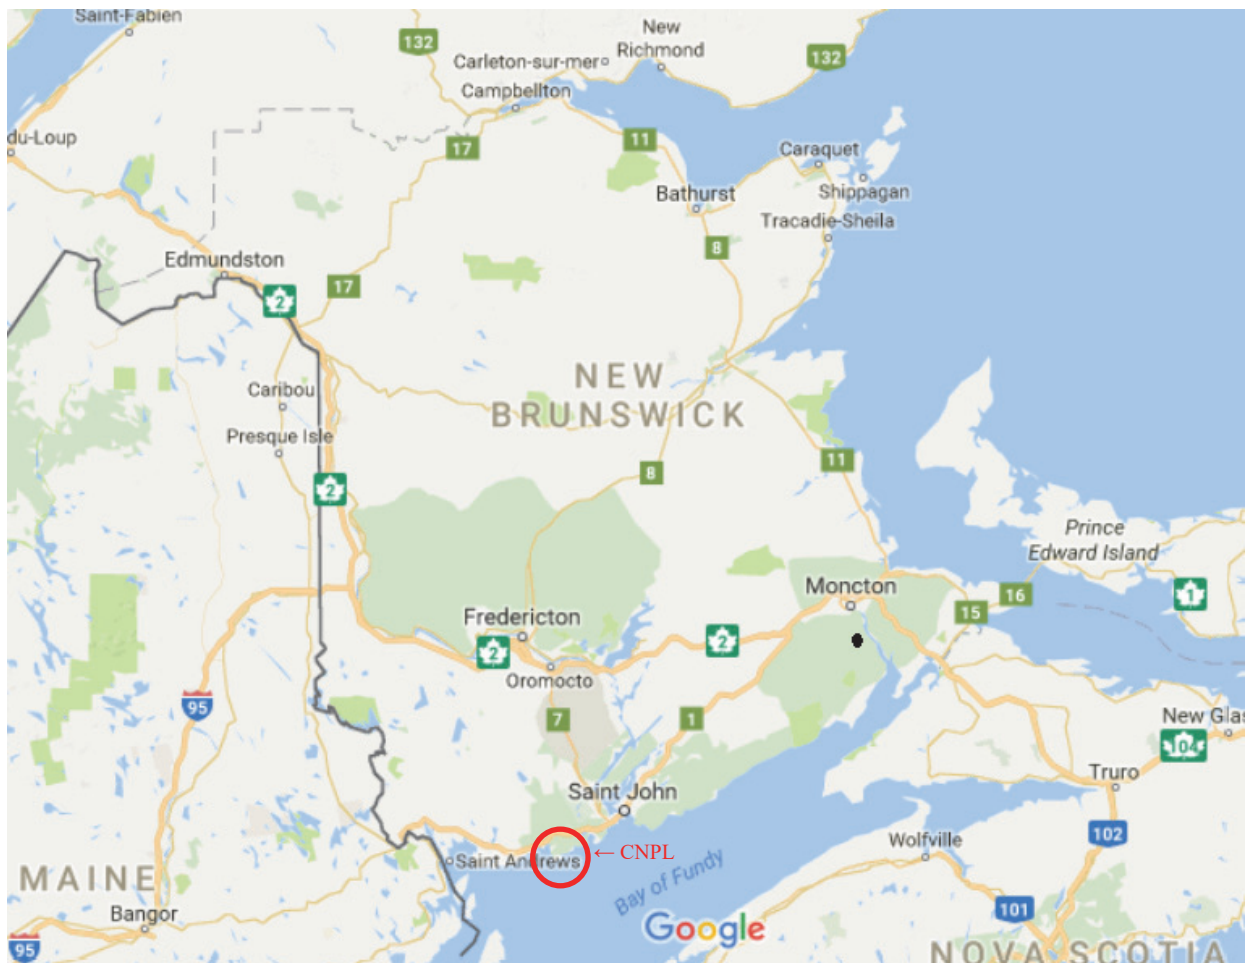 Saint-Fabien
132
New
Richmond
132
Carleton-sur-mer
Campbellton
du-Loup
17
11
Caraquet
Shippagan
Bathurst
Tracadie-Sheila
8
Edmundston
17
2
NEW
BRUNSWICK
Caribou
Presque Isle
2
8
11
Prince
Edward Island
1
16
15
Moncton
Fredericton
2
2
Oromocto
95
7
1
New Glas
104
Truro
Saint John
102
Wolfville
← CNPL
Saint Andrews
MAINE
Bay of Fundy
Bangor
101
Google
95
NOVA SCOTIA